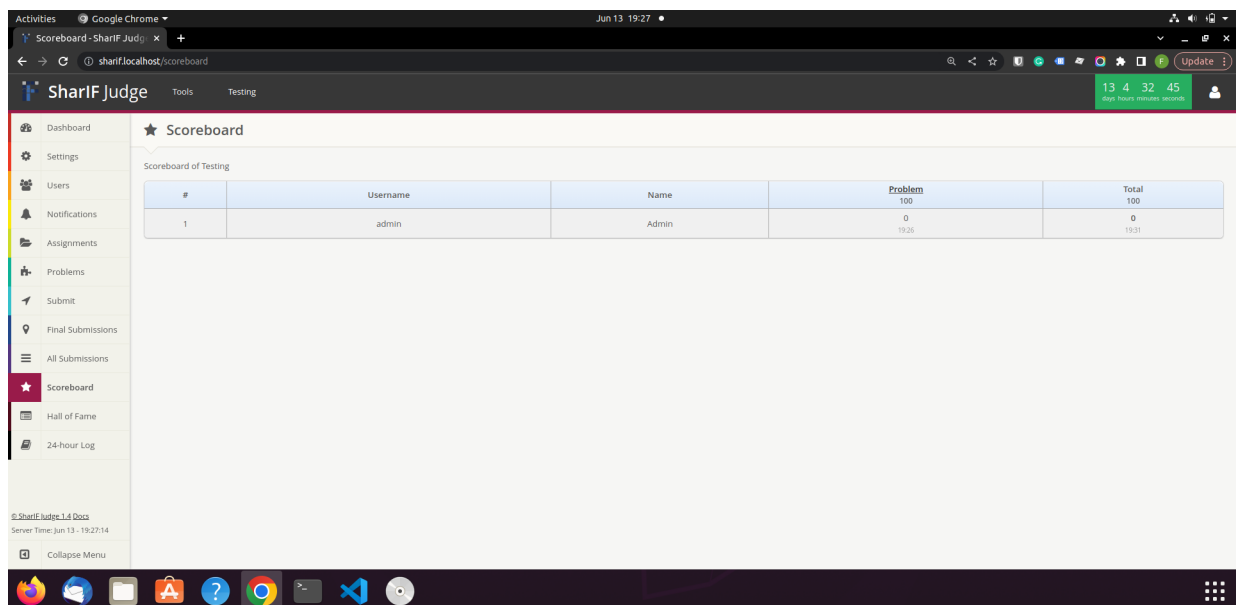 Activities Google Chrome Jun 13 19:27
Scoreboard - SharIF Judg
sharif.localhost/scoreboard Update
SharIF Judge Tools Testing 13 4 32 45
days hours minutes seconds
Dashboard
Settings
Users
Notifications
Assignments
Problems
Submit
Final Submissions
All Submissions
Scoreboard
Hall of Fame
24-hour Log
© SharIF Judge 1.4 Docs
Server Time: Jun 13 - 19:27:14
Collapse Menu
Scoreboard
Scoreboard of Testing
# Username Name Problem Total
100 100
1 admin Admin 0 0
19:26 19:31